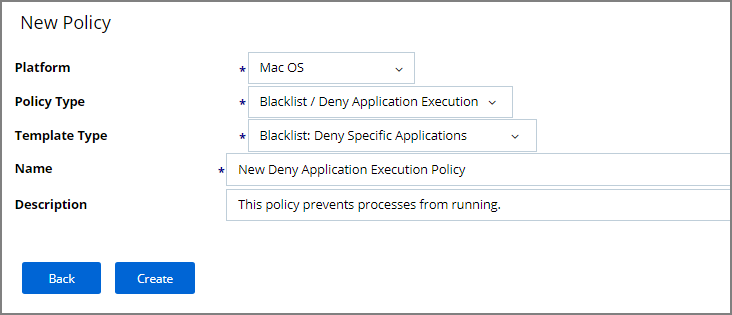 New Policy
Platform * Mac OS
Policy Type * Blacklist / Deny Application Execution
Template Type * Blacklist: Deny Specific Applications
Name * New Deny Application Execution Policy
Description This policy prevents processes from running.
Back Create